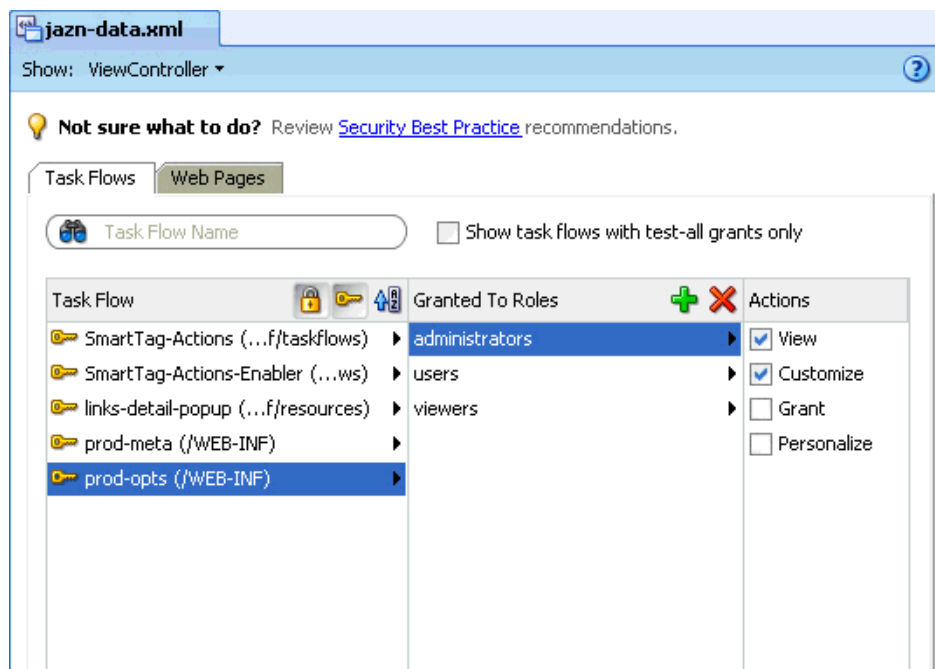 jazn-data.xml
Show: ViewController
Not sure what to do? Review Security Best Practice recommendations.
Task Flows Web Pages
Task Flow Name Show task flows with test-all grants only
Task Flow Granted To Roles Actions
SmartTag-Actions (...f/taskflows) administrators View
SmartTag-Actions-Enabler (...ws) users Customize
links-detail-popup (...f/resources) viewers Grant
prod-meta (/WEB-INF) Personalize
prod-opts (/WEB-INF)